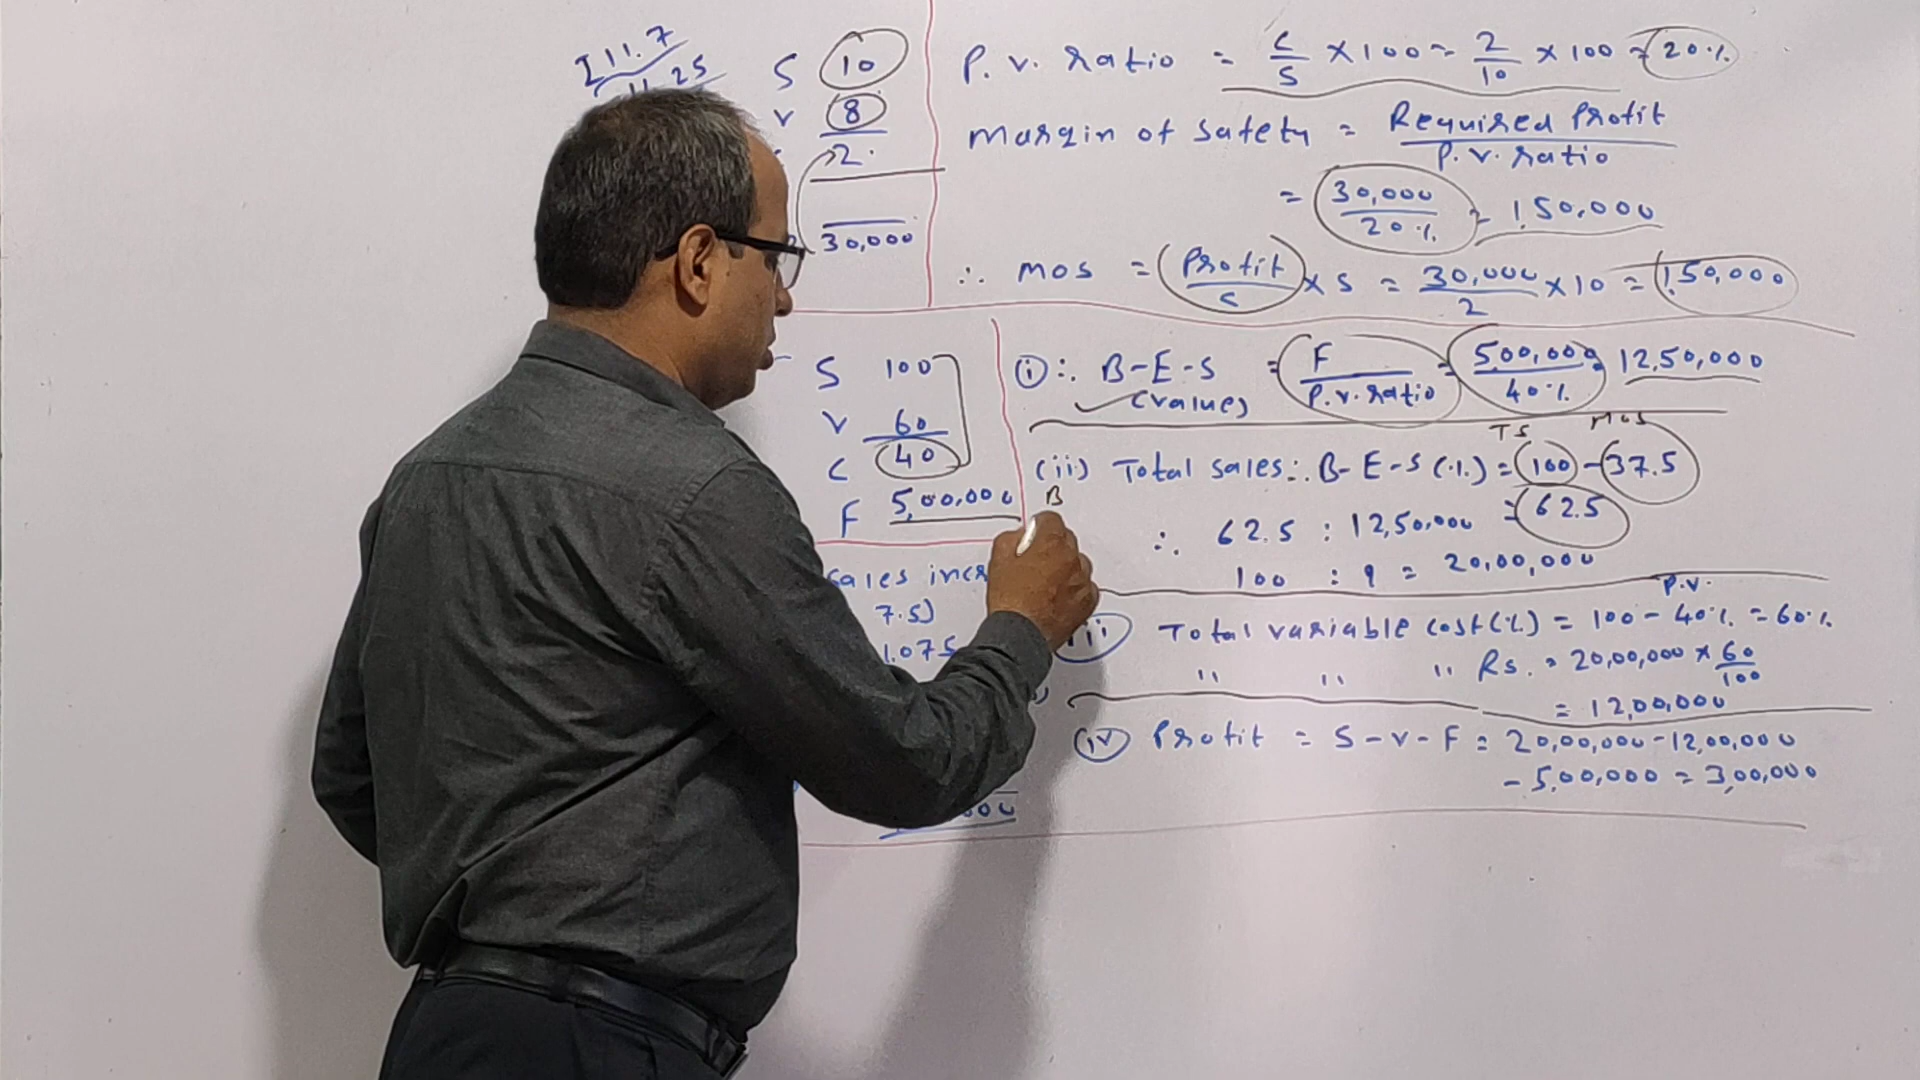 I 11.7
11.25
S 10
V 8
2.
30,000
P.V. ratio = C/S × 100 = 2/10 × 100 = 20%
Margin of Safety = Required Profit / P.V. ratio
= 30,000 / 20% = 1,50,000
∴ MOS = Profit / C × S = 30,000 / 2 × 10 = 1,50,000
S 100
V 60
C 40
F 5,00,000
Sales incr
7.5)
1.075
(i) ∴ B-E-S (Value) = F / P.V. ratio = 5,00,000 / 40% = 12,50,000
TS MOS
(ii) Total Sales ∴ B-E-S (%) = 100 - 37.5
= 62.5
B
∴ 62.5 : 12,50,000
100 : ? = 20,00,000
P.V.
(iii) Total variable cost (%) = 100 - 40% = 60%
" " " Rs. = 20,00,000 × 60/100
= 12,00,000
(iv) Profit = S - V - F = 20,00,000 - 12,00,000
- 5,00,000 = 3,00,000